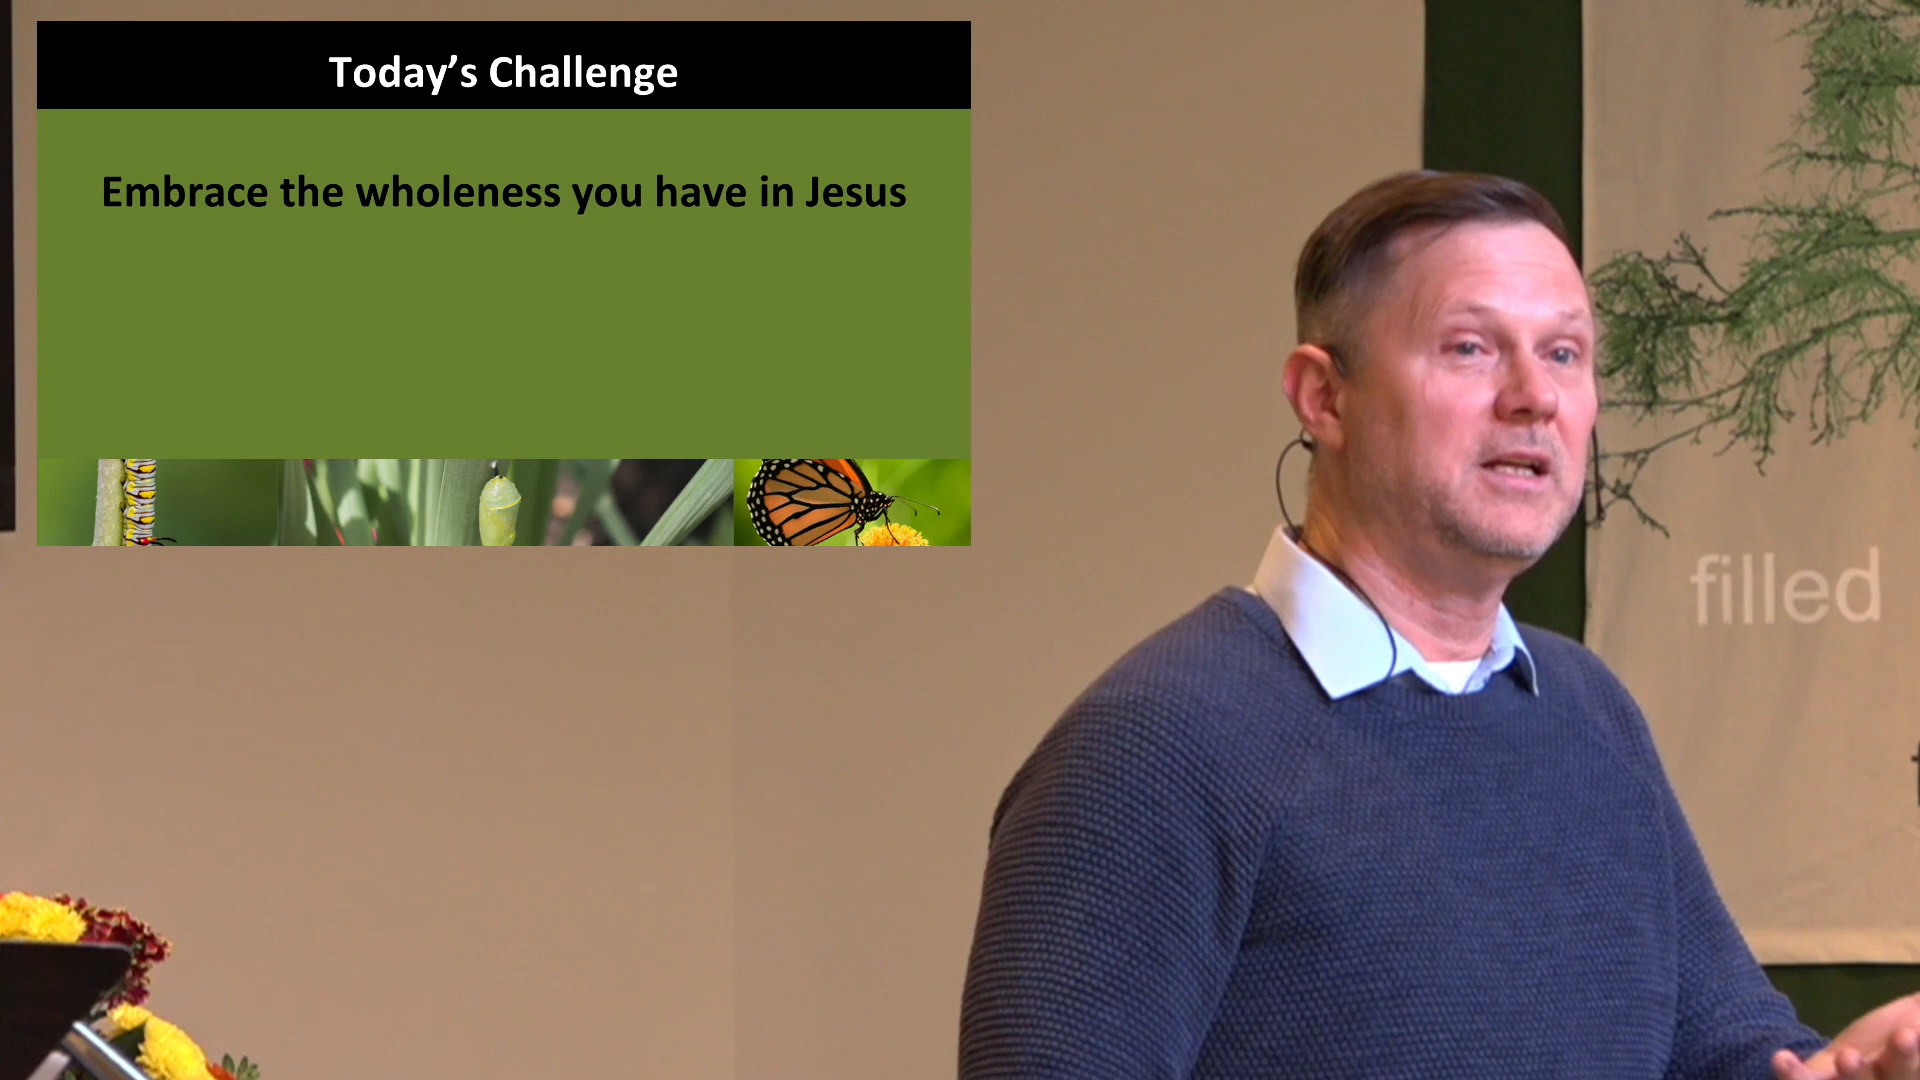 Today’s Challenge
Embrace the wholeness you have in Jesus
filled